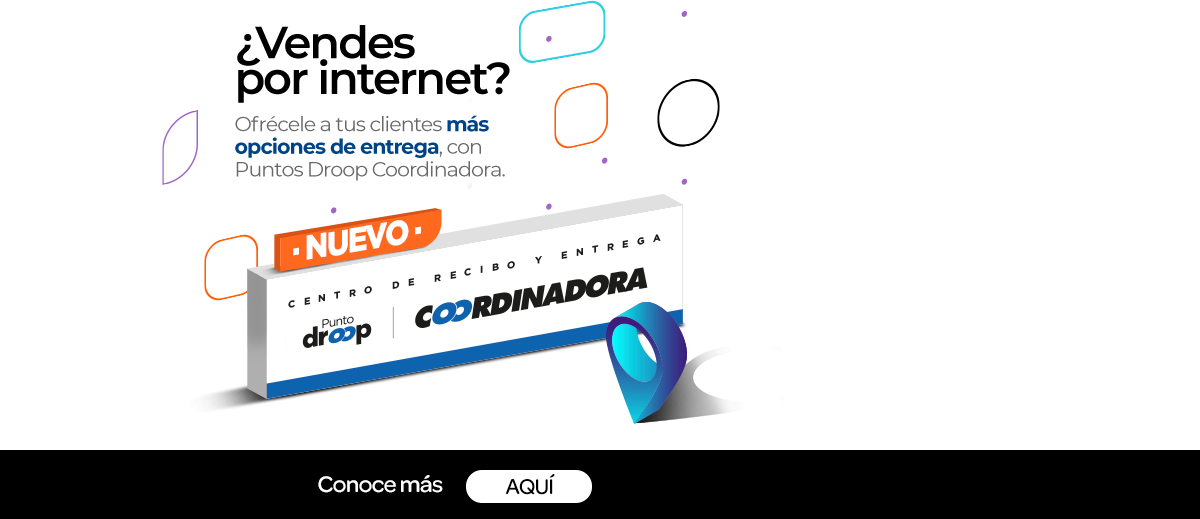 ¿Vendes
por internet?
Ofrécele a tus clientes más
opciones de entrega, con
Puntos Droop Coordinadora.
· NUEVO ·
CENTRO DE RECIBO Y ENTREGA
Punto
droop
COORDINADORA
Conoce más
AQUÍ